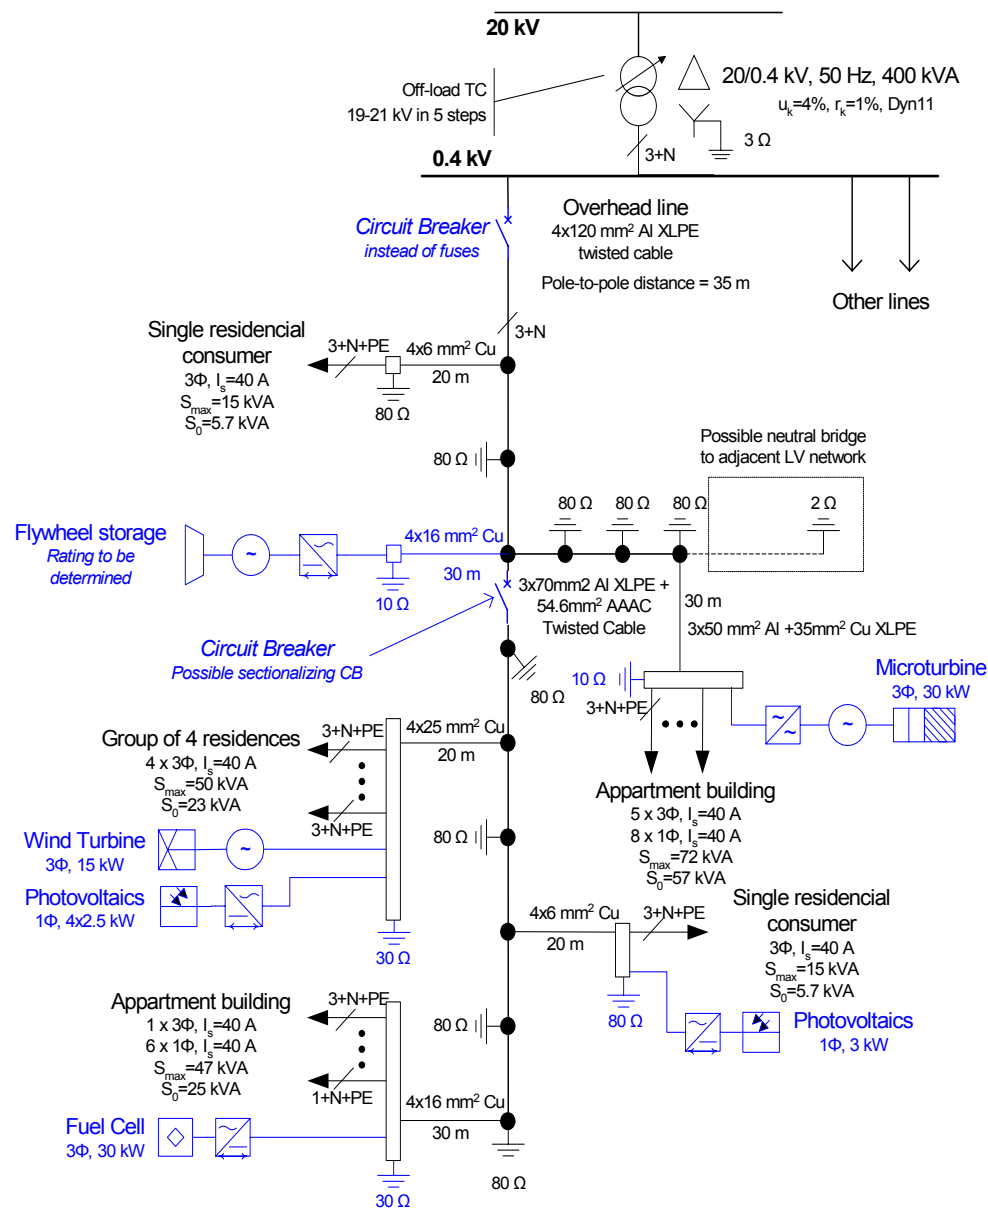 20 kV
Off-load TC
19-21 kV in 5 steps
20/0.4 kV, 50 Hz, 400 kVA
uk=4%, rk=1%, Dyn11
3 Ω
3+N
0.4 kV
Circuit Breaker
instead of fuses
Overhead line
4x120 mm² Al XLPE
twisted cable
Pole-to-pole distance = 35 m
Other lines
3+N
Single residencial
consumer
3Φ, Is=40 A
Smax=15 kVA
S0=5.7 kVA
3+N+PE
4x6 mm² Cu
20 m
80 Ω
80 Ω
Possible neutral bridge
to adjacent LV network
80 Ω
80 Ω
80 Ω
2 Ω
Flywheel storage
Rating to be
determined
~
4x16 mm² Cu
30 m
10 Ω
3x70mm2 Al XLPE +
54.6mm² AAAC
Twisted Cable
30 m
3x50 mm² Al +35mm² Cu XLPE
Circuit Breaker
Possible sectionalizing CB
80 Ω
10 Ω
3+N+PE
Microturbine
3Φ, 30 kW
~
~
~
Appartment building
5 x 3Φ, Is=40 A
8 x 1Φ, Is=40 A
Smax=72 kVA
S0=57 kVA
Group of 4 residences
4 x 3Φ, Is=40 A
Smax=50 kVA
S0=23 kVA
3+N+PE
3+N+PE
4x25 mm² Cu
20 m
80 Ω
Wind Turbine
3Φ, 15 kW
~
Photovoltaics
1Φ, 4x2.5 kW
30 Ω
4x6 mm² Cu
20 m
3+N+PE
Single residencial
consumer
3Φ, Is=40 A
Smax=15 kVA
S0=5.7 kVA
80 Ω
Photovoltaics
1Φ, 3 kW
Appartment building
1 x 3Φ, Is=40 A
6 x 1Φ, Is=40 A
Smax=47 kVA
S0=25 kVA
3+N+PE
1+N+PE
80 Ω
4x16 mm² Cu
30 m
Fuel Cell
3Φ, 30 kW
30 Ω
80 Ω